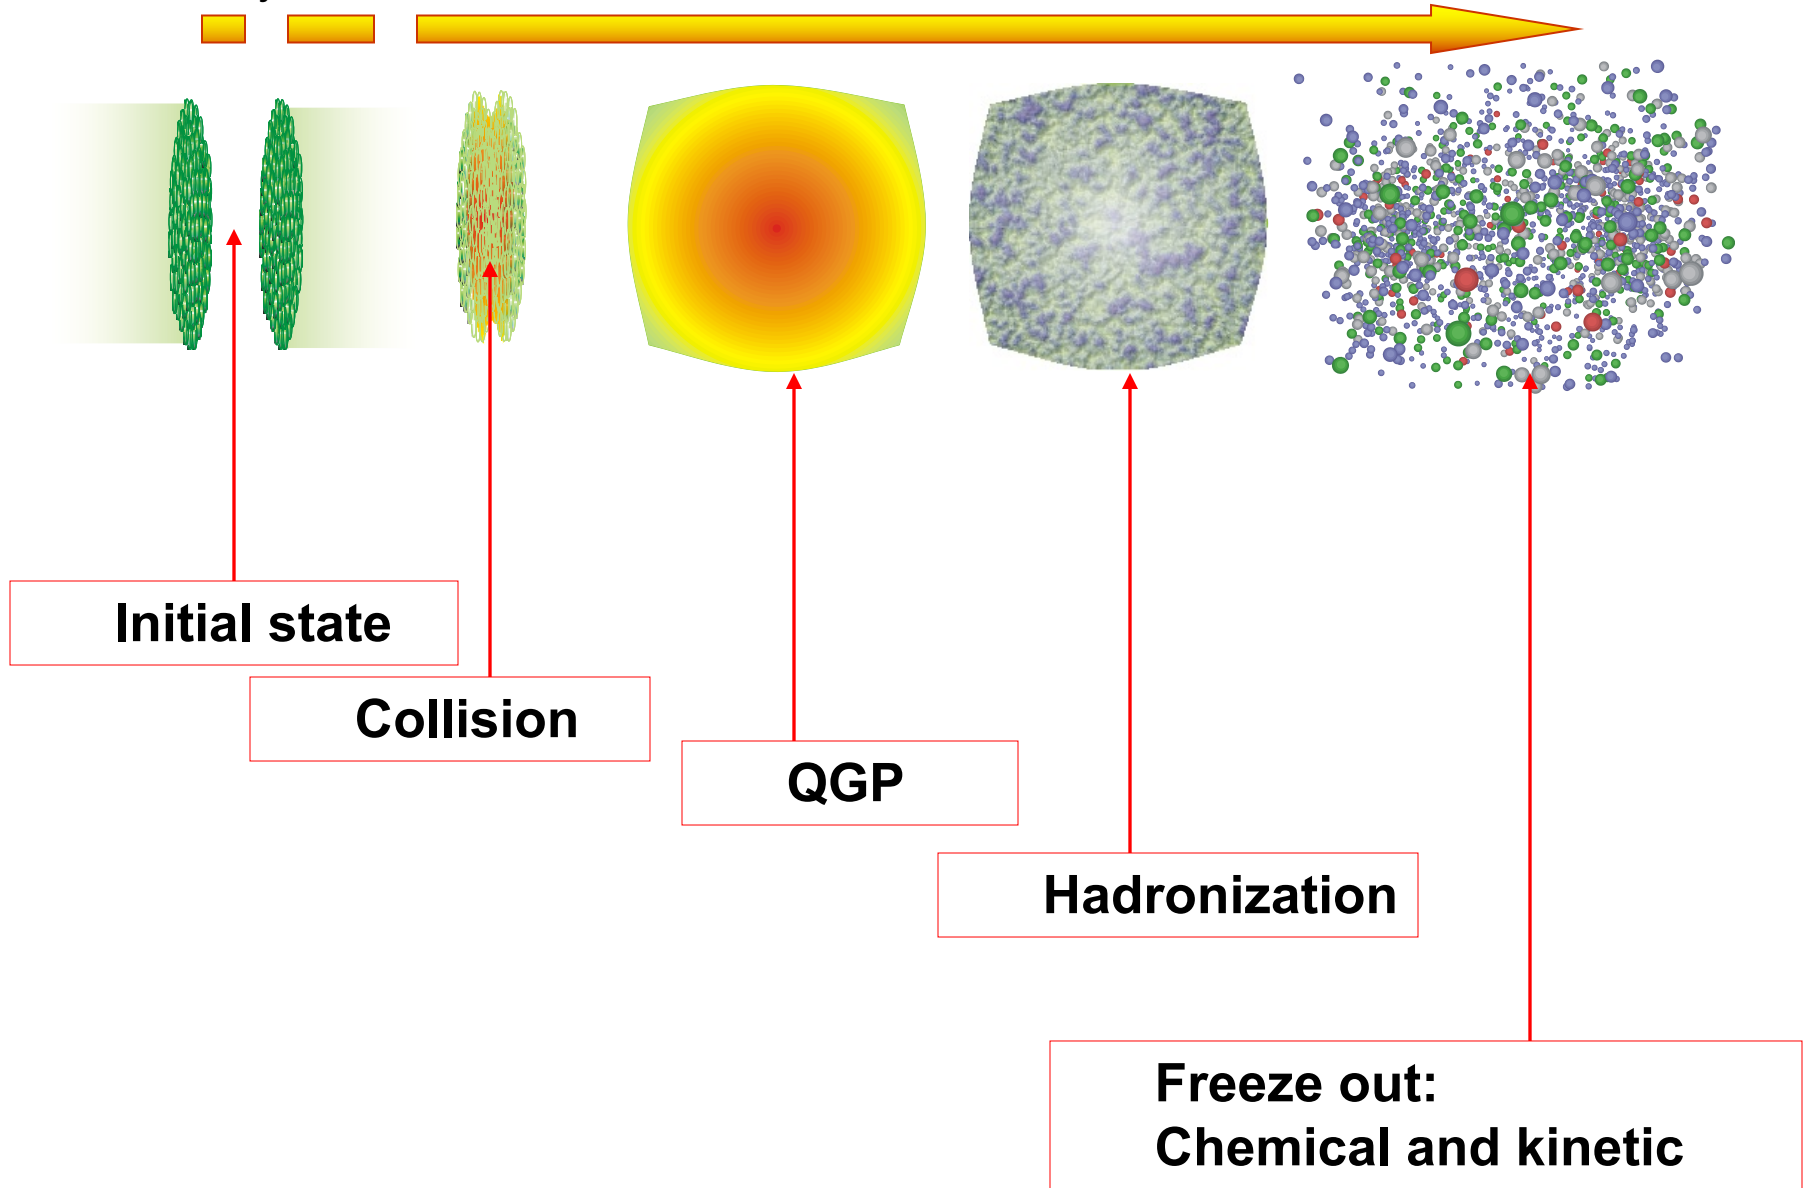 Initial state
Collision
QGP
Hadronization
Freeze out:
Chemical and kinetic